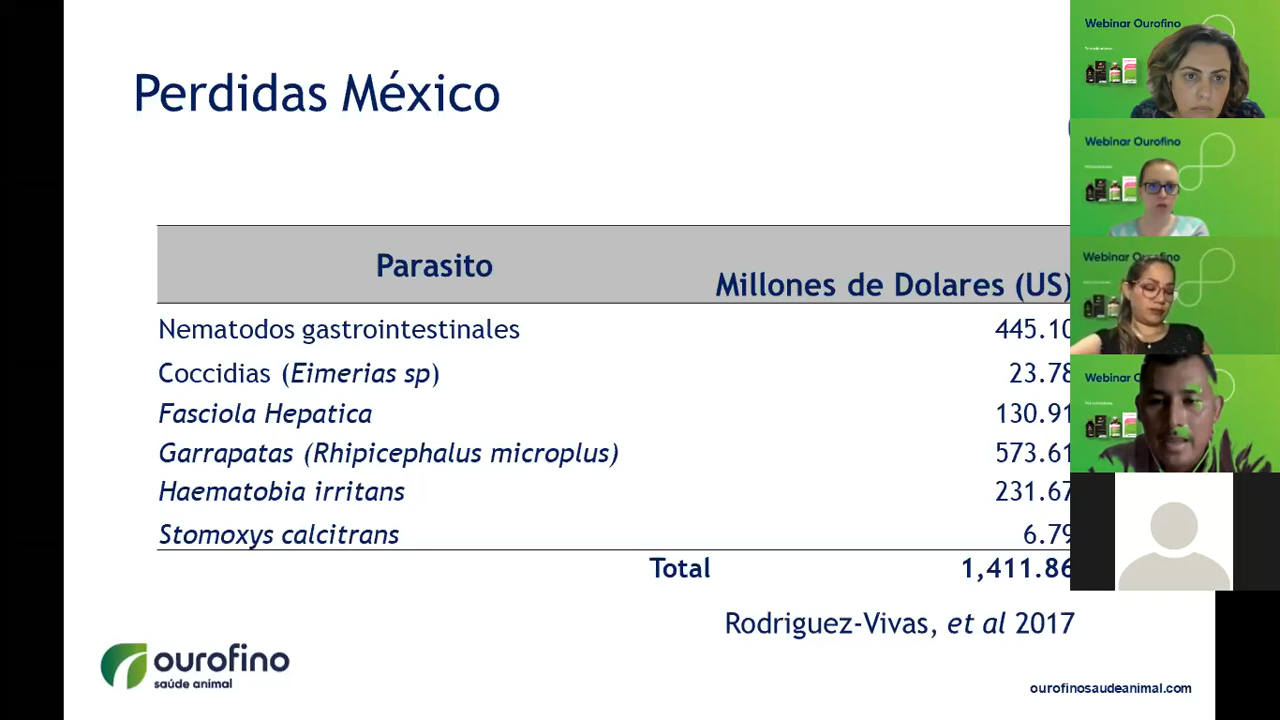 Perdidas México
Parasito
Millones de Dolares (US)
Nematodos gastrointestinales 445.10
Coccidias (Eimerias sp) 23.78
Fasciola Hepatica 130.91
Garrapatas (Rhipicephalus microplus) 573.61
Haematobia irritans 231.67
Stomoxys calcitrans 6.79
Total 1,411.86
Rodriguez-Vivas, et al 2017
ourofino
saúde animal
ourofinosaudeanimal.com
Webinar Ourofino
Webinar Ourofino
Webinar Ourofino
Webinar